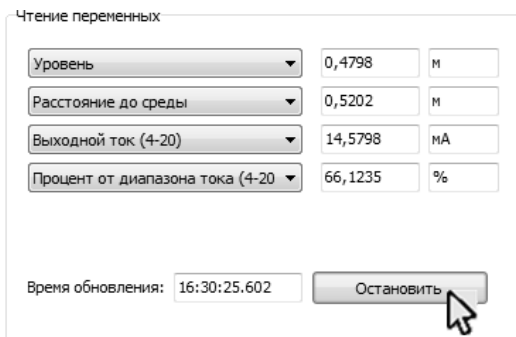 Чтение переменных
Уровень 0,4798 м
Расстояние до среды 0,5202 м
Выходной ток (4-20) 14,5798 мА
Процент от диапазона тока (4-20 66,1235 %
Время обновления: 16:30:25.602 Остановить